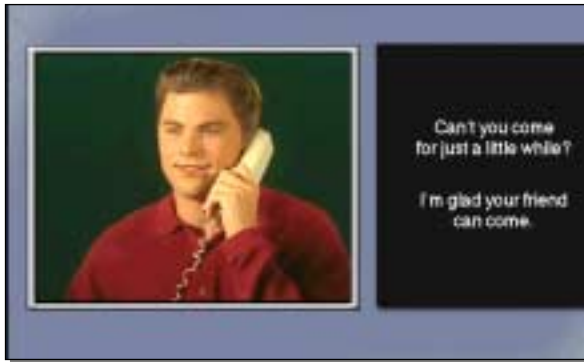 Can't you come
for just a little while?
I'm glad your friend
can come.